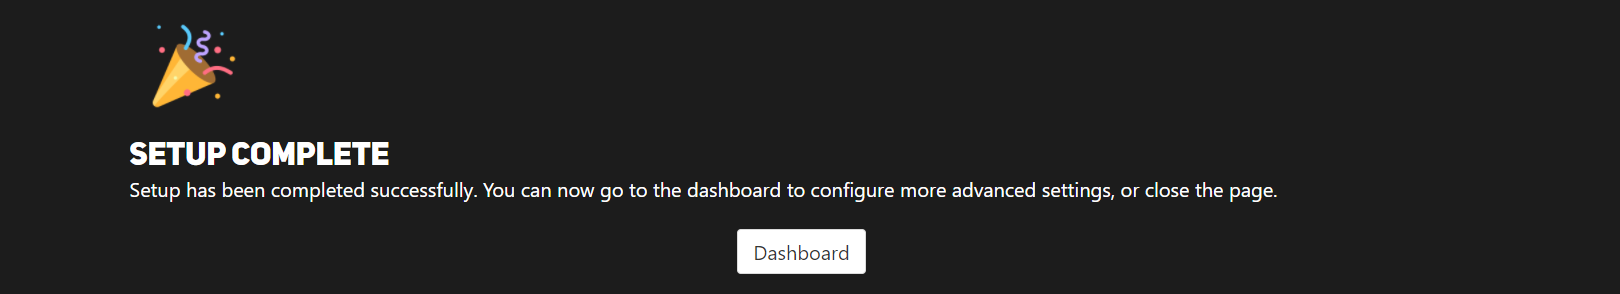 SETUP COMPLETE
Setup has been completed successfully. You can now go to the dashboard to configure more advanced settings, or close the page.
Dashboard